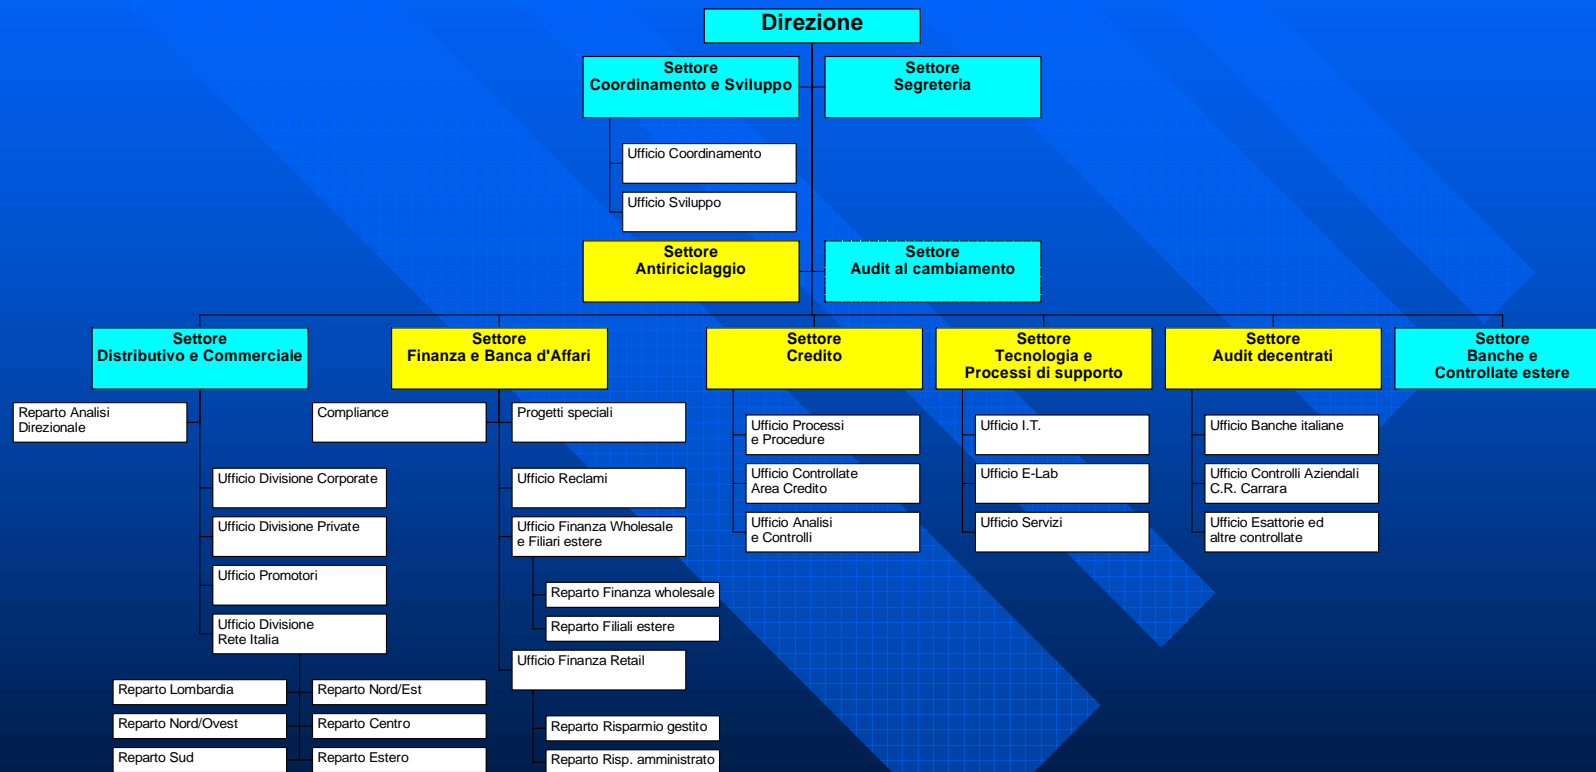 Direzione
Settore
Coordinamento e Sviluppo
Settore
Segreteria
Ufficio Coordinamento
Ufficio Sviluppo
Settore
Antiriciclaggio
Settore
Audit al cambiamento
Settore
Distributivo e Commerciale
Settore
Finanza e Banca d'Affari
Settore
Credito
Settore
Tecnologia e
Processi di supporto
Settore
Audit decentrati
Settore
Banche e
Controllate estere
Reparto Analisi
Direzionale
Ufficio Divisione Corporate
Ufficio Divisione Private
Ufficio Promotori
Ufficio Divisione
Rete Italia
Reparto Lombardia
Reparto Nord/Est
Reparto Nord/Ovest
Reparto Centro
Reparto Sud
Reparto Estero
Compliance
Progetti speciali
Ufficio Reclami
Ufficio Finanza Wholesale
e Filiari estere
Reparto Finanza wholesale
Reparto Filiali estere
Ufficio Finanza Retail
Reparto Risparmio gestito
Reparto Risp. amministrato
Ufficio Processi
e Procedure
Ufficio Controllate
Area Credito
Ufficio Analisi
e Controlli
Ufficio I.T.
Ufficio E-Lab
Ufficio Servizi
Ufficio Banche italiane
Ufficio Controlli Aziendali
C.R. Carrara
Ufficio Esattorie ed
altre controllate